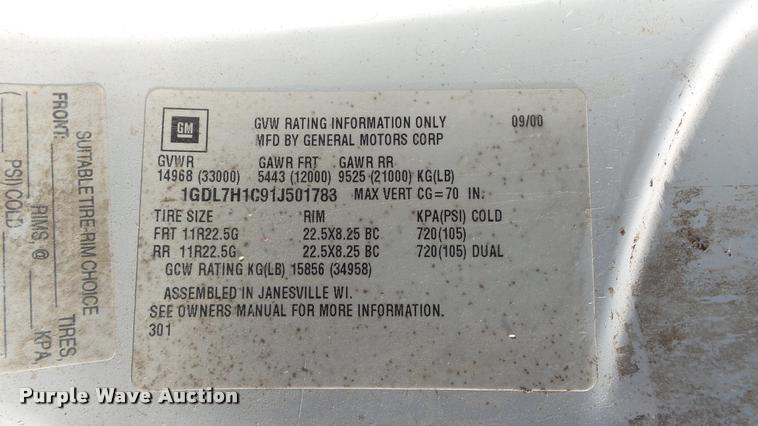 GM
GVW RATING INFORMATION ONLY 09/00
MFD BY GENERAL MOTORS CORP
GVWR GAWR FRT GAWR RR
14968 (33000) 5443 (12000) 9525 (21000) KG(LB)
1GDL7H1C91J501783 MAX VERT CG=70 IN.
TIRE SIZE RIM KPA(PSI) COLD
FRT 11R22.5G 22.5X8.25 BC 720(105)
RR 11R22.5G 22.5X8.25 BC 720(105) DUAL
GCW RATING KG(LB) 15856 (34958)
ASSEMBLED IN JANESVILLE WI.
SEE OWNERS MANUAL FOR MORE INFORMATION.
301
SUITABLE TIRE-RIM CHOICE
FRONT: TIRES,
RIMS, @ KPA,
( PSI) COLD
Purple Wave Auction